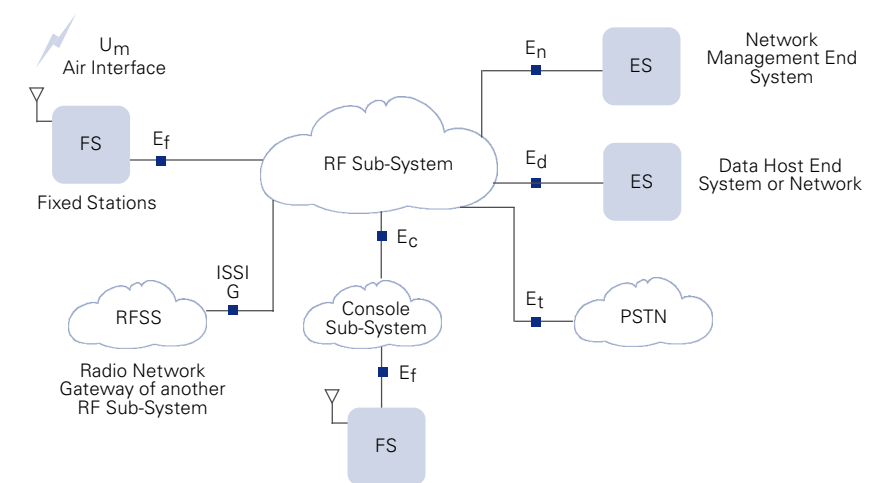 Um
Air Interface
FS
Ef
Fixed Stations
RF Sub-System
En
ES
Network
Management End
System
Ed
ES
Data Host End
System or Network
Ec
ISSI
G
RFSS
Radio Network
Gateway of another
RF Sub-System
Console
Sub-System
Et
PSTN
Ef
FS